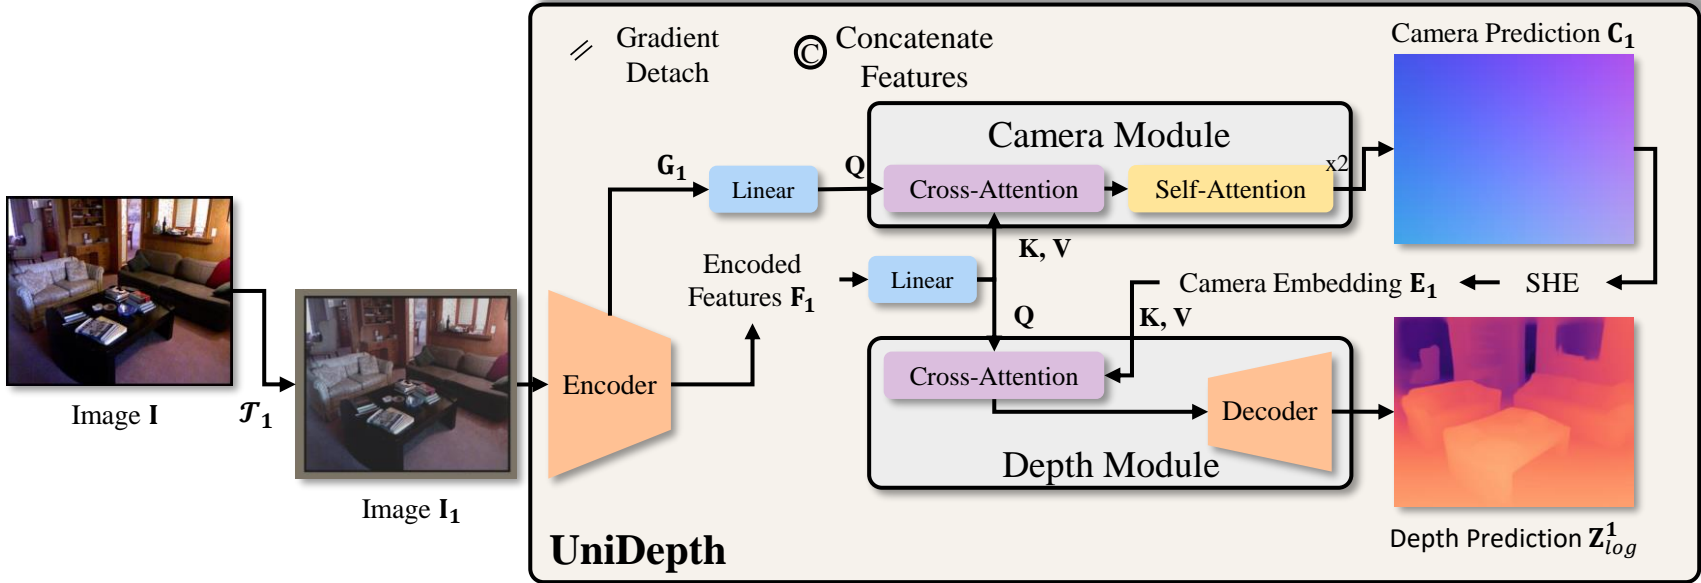 Gradient
Detach
© Concatenate
Features
Camera Prediction C₁
Camera Module
G₁
Linear
Q
Cross-Attention
Self-Attention
x2
K, V
Encoded
Features F₁
Linear
Camera Embedding E₁
SHE
Q
K, V
Encoder
Cross-Attention
Decoder
Depth Module
Image I
𝒯₁
Image I₁
UniDepth
Depth Prediction Z¹log